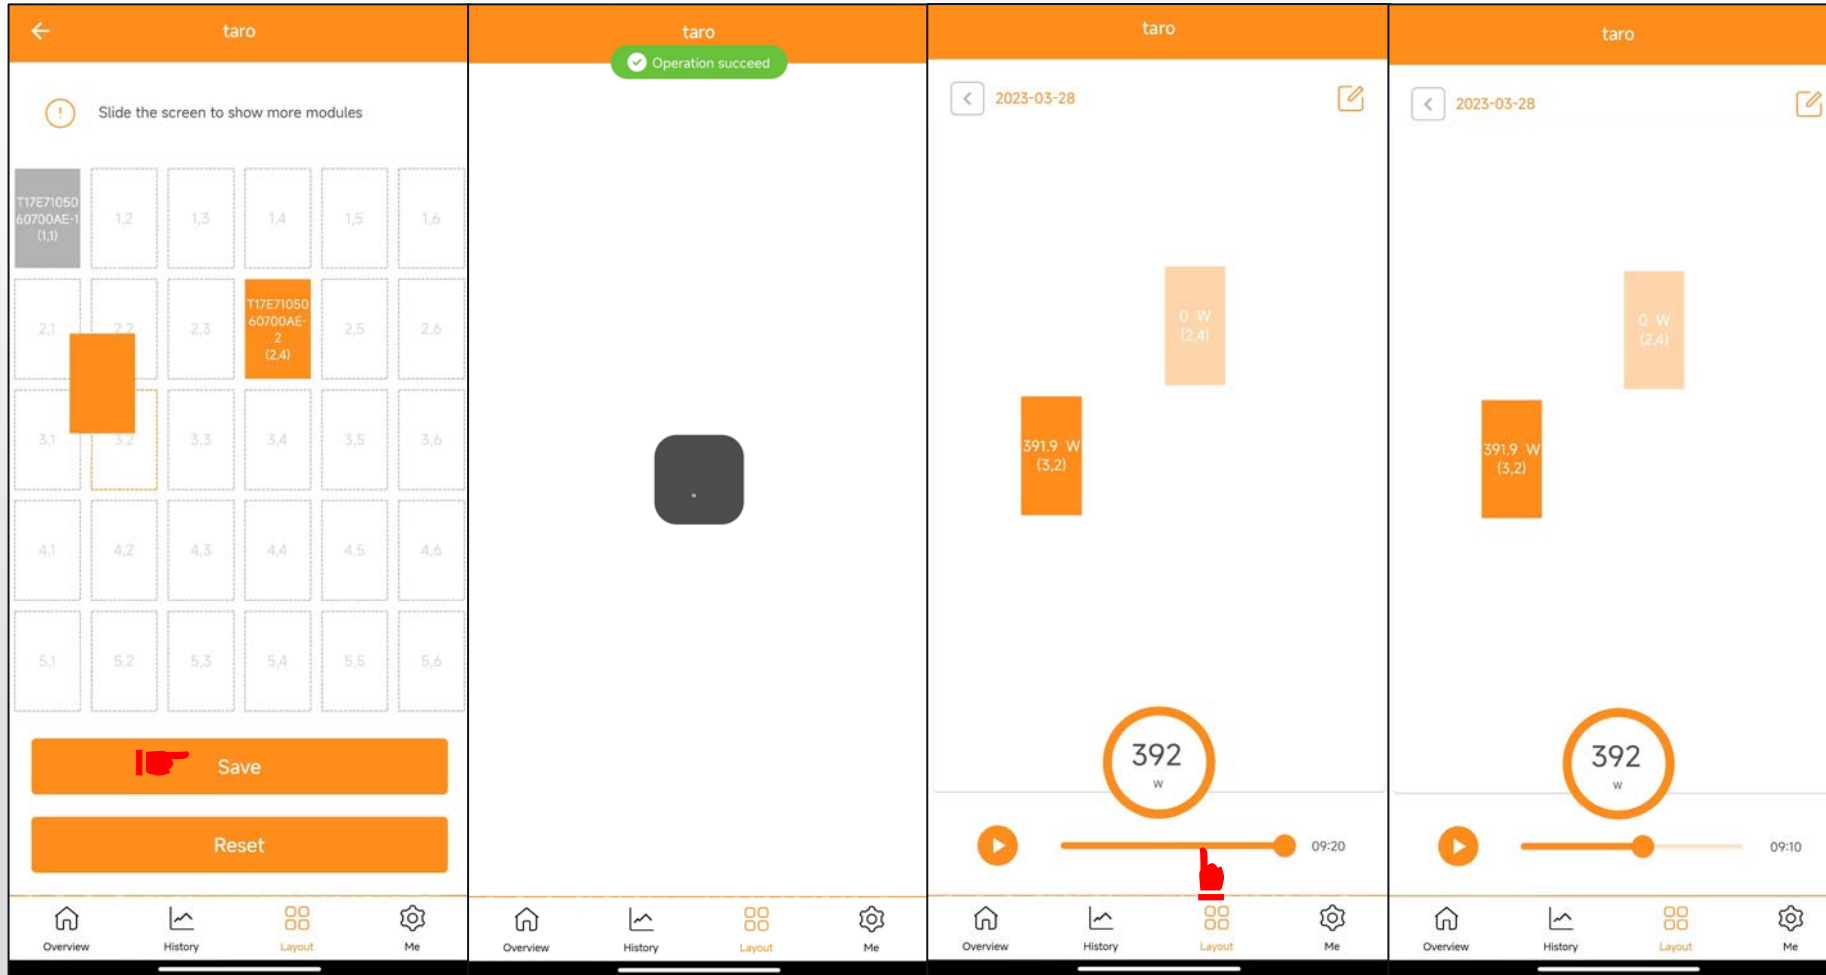 taro
Slide the screen to show more modules
T17E71050
60700AE-1
(1,1)
1,2
1,3
1,4
1,5
1,6
2,1
2,2
2,3
T17E71050
60700AE-
2
(2,4)
2,5
2,6
3,1
3,2
3,3
3,4
3,5
3,6
4,1
4,2
4,3
4,4
4,5
4,6
5,1
5,2
5,3
5,4
5,5
5,6
Save
Reset
Overview
History
Layout
Me
taro
Operation succeed
Overview
History
Layout
Me
taro
2023-03-28
0 W
(2,4)
391.9 W
(3,2)
392
W
09:20
Overview
History
Layout
Me
taro
2023-03-28
0 W
(2,4)
391.9 W
(3,2)
392
W
09:10
Overview
History
Layout
Me